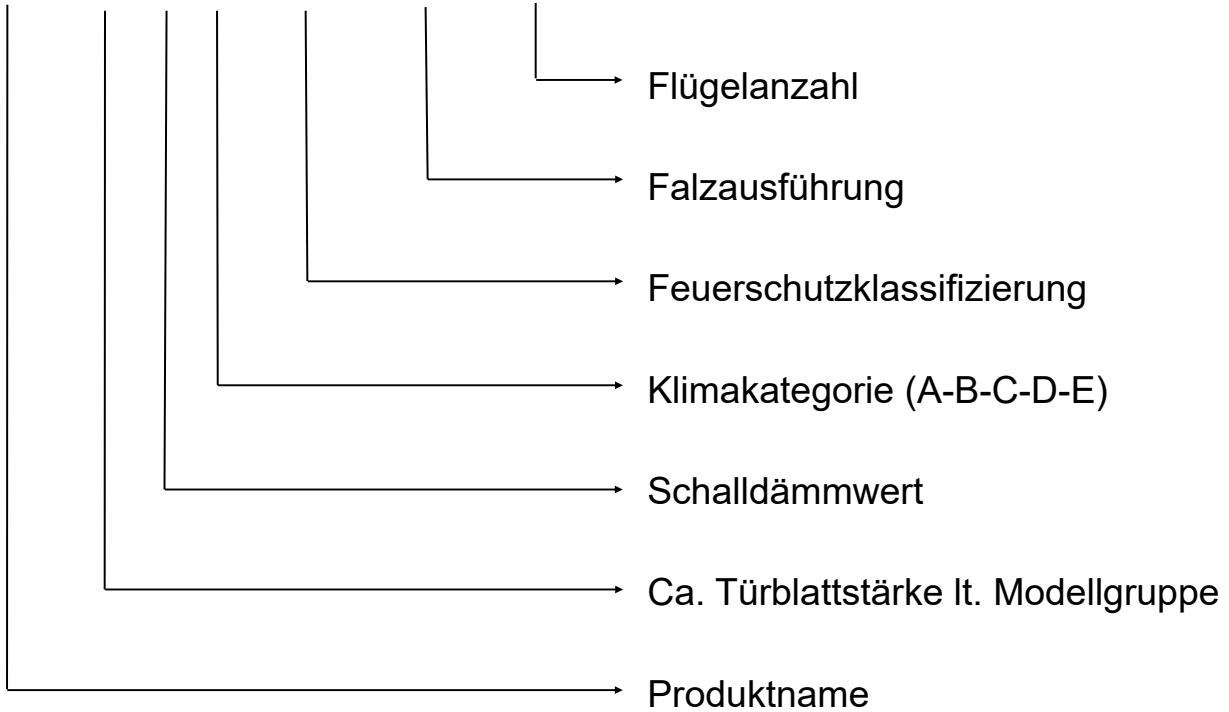 Flügelanzahl
Falzausführung
Feuerschutzklassifizierung
Klimakategorie (A-B-C-D-E)
Schalldämmwert
Ca. Türblattstärke lt. Modellgruppe
Produktname